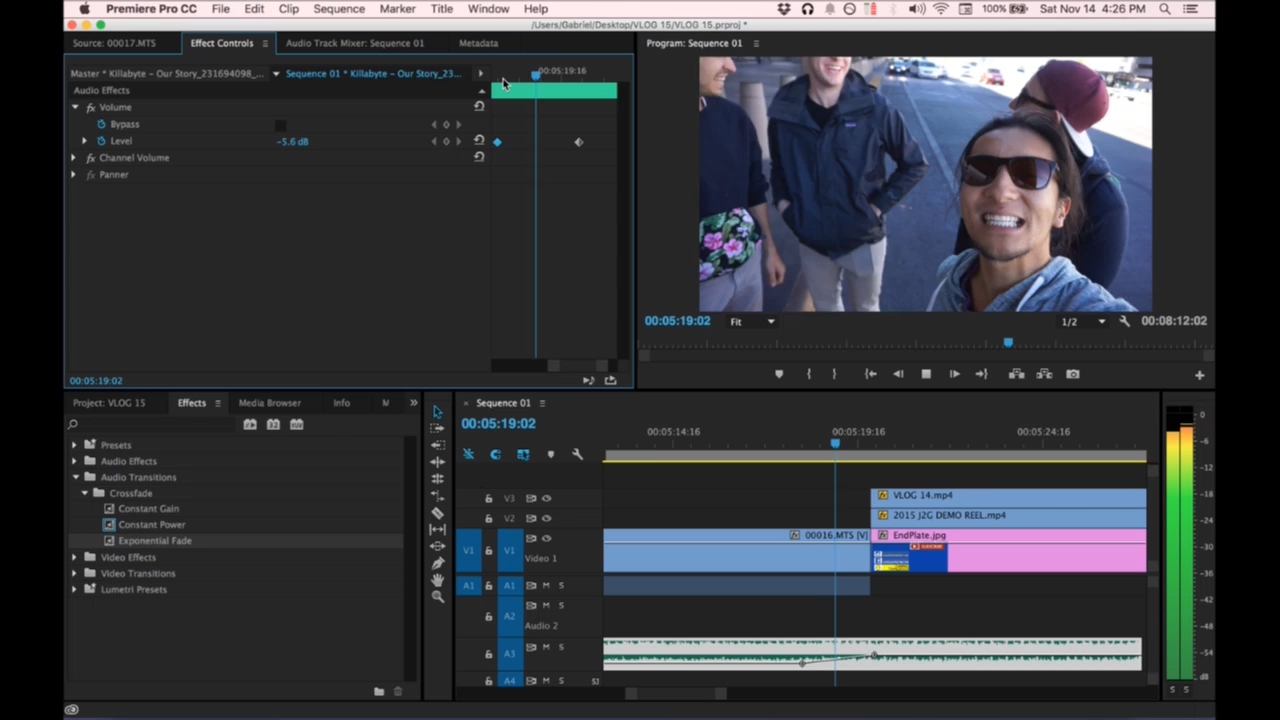 Premiere Pro CC File Edit Clip Sequence Marker Title Window Help 100% Sat Nov 14 4:26 PM
/Users/Gabriel/Desktop/VLOG 15/VLOG 15.prproj *
Source: 00017.MTS Effect Controls Audio Track Mixer: Sequence 01 Metadata Program: Sequence 01
Master * Killabyte - Our Story_231694098_... Sequence 01 * Killabyte - Our Story_23... 00:05:19:16
Audio Effects
fx Volume
Bypass
Level -5.6 dB
fx Channel Volume
fx Panner
00:05:19:02 Fit 1/2 00:08:12:02
00:05:19:02
Project: VLOG 15 Effects Media Browser Info M Sequence 01
00:05:19:02
00:05:14:16 00:05:19:16 00:05:24:16
Presets
Audio Effects
Audio Transitions
Crossfade
Constant Gain
Constant Power
Exponential Fade
Video Effects
Video Transitions
Lumetri Presets
V3 VLOG 14.mp4
V2 2015 J2G DEMO REEL.mp4
V1 V1 Video 1 00016.MTS [V] EndPlate.jpg
A1 A1 M S
A2 M S Audio 2
A3 M S
A4 M S
0
-6
-12
-18
-24
-30
-36
-42
-48
-54
dB
S S